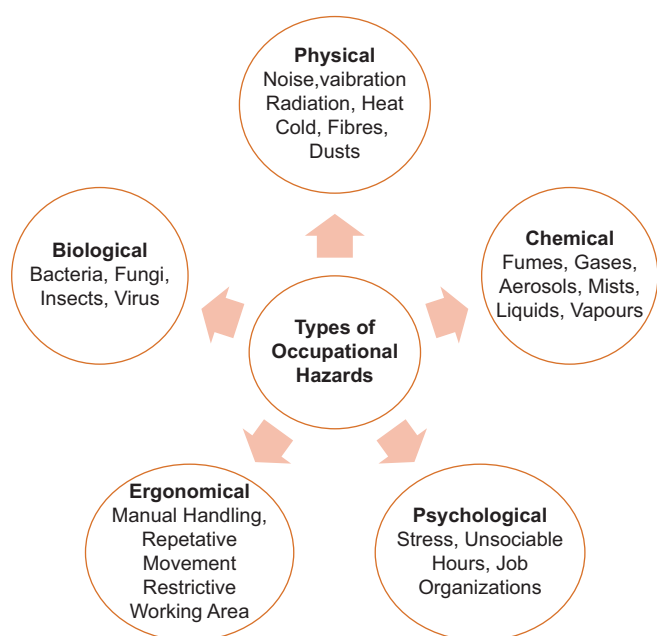 Physical
Noise,vaibration
Radiation, Heat
Cold, Fibres,
Dusts
Biological
Bacteria, Fungi,
Insects, Virus
Chemical
Fumes, Gases,
Aerosols, Mists,
Liquids, Vapours
Types of
Occupational
Hazards
Ergonomical
Manual Handling,
Repetative
Movement
Restrictive
Working Area
Psychological
Stress, Unsociable
Hours, Job
Organizations